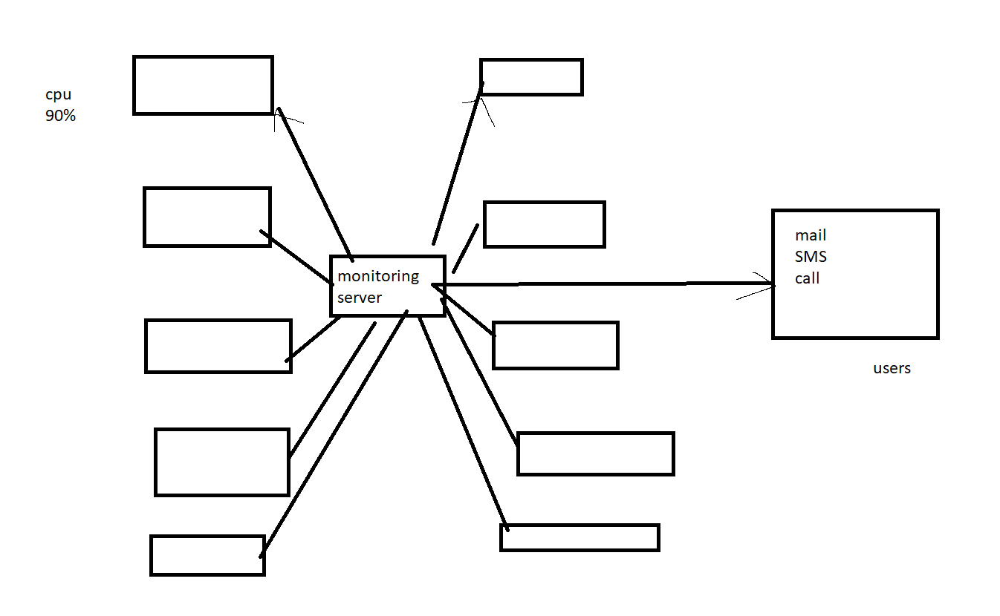 cpu
90%
monitoring
server
mail
SMS
call
users